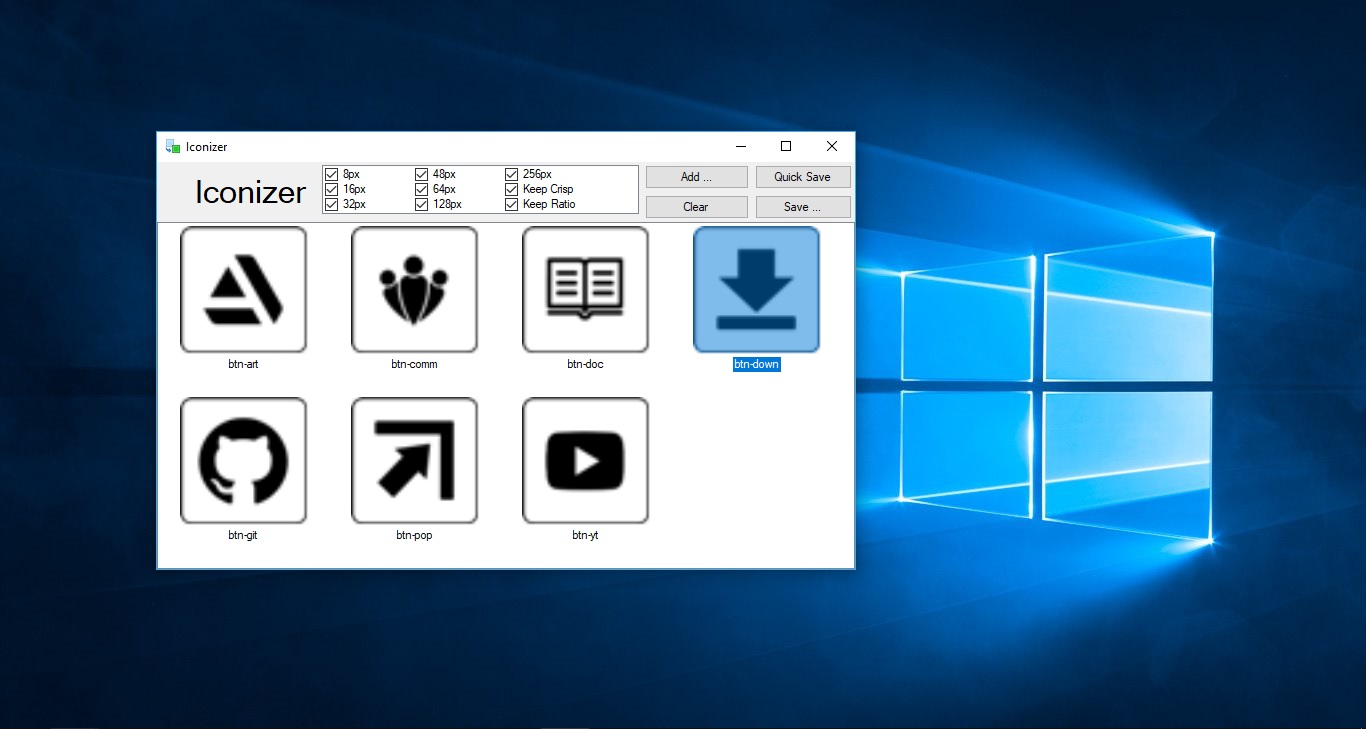 Iconizer
Iconizer
8px 48px 256px
16px 64px Keep Crisp
32px 128px Keep Ratio
Add ... Quick Save
Clear Save ...
btn-art btn-comm btn-doc btn-down
btn-git btn-pop btn-yt